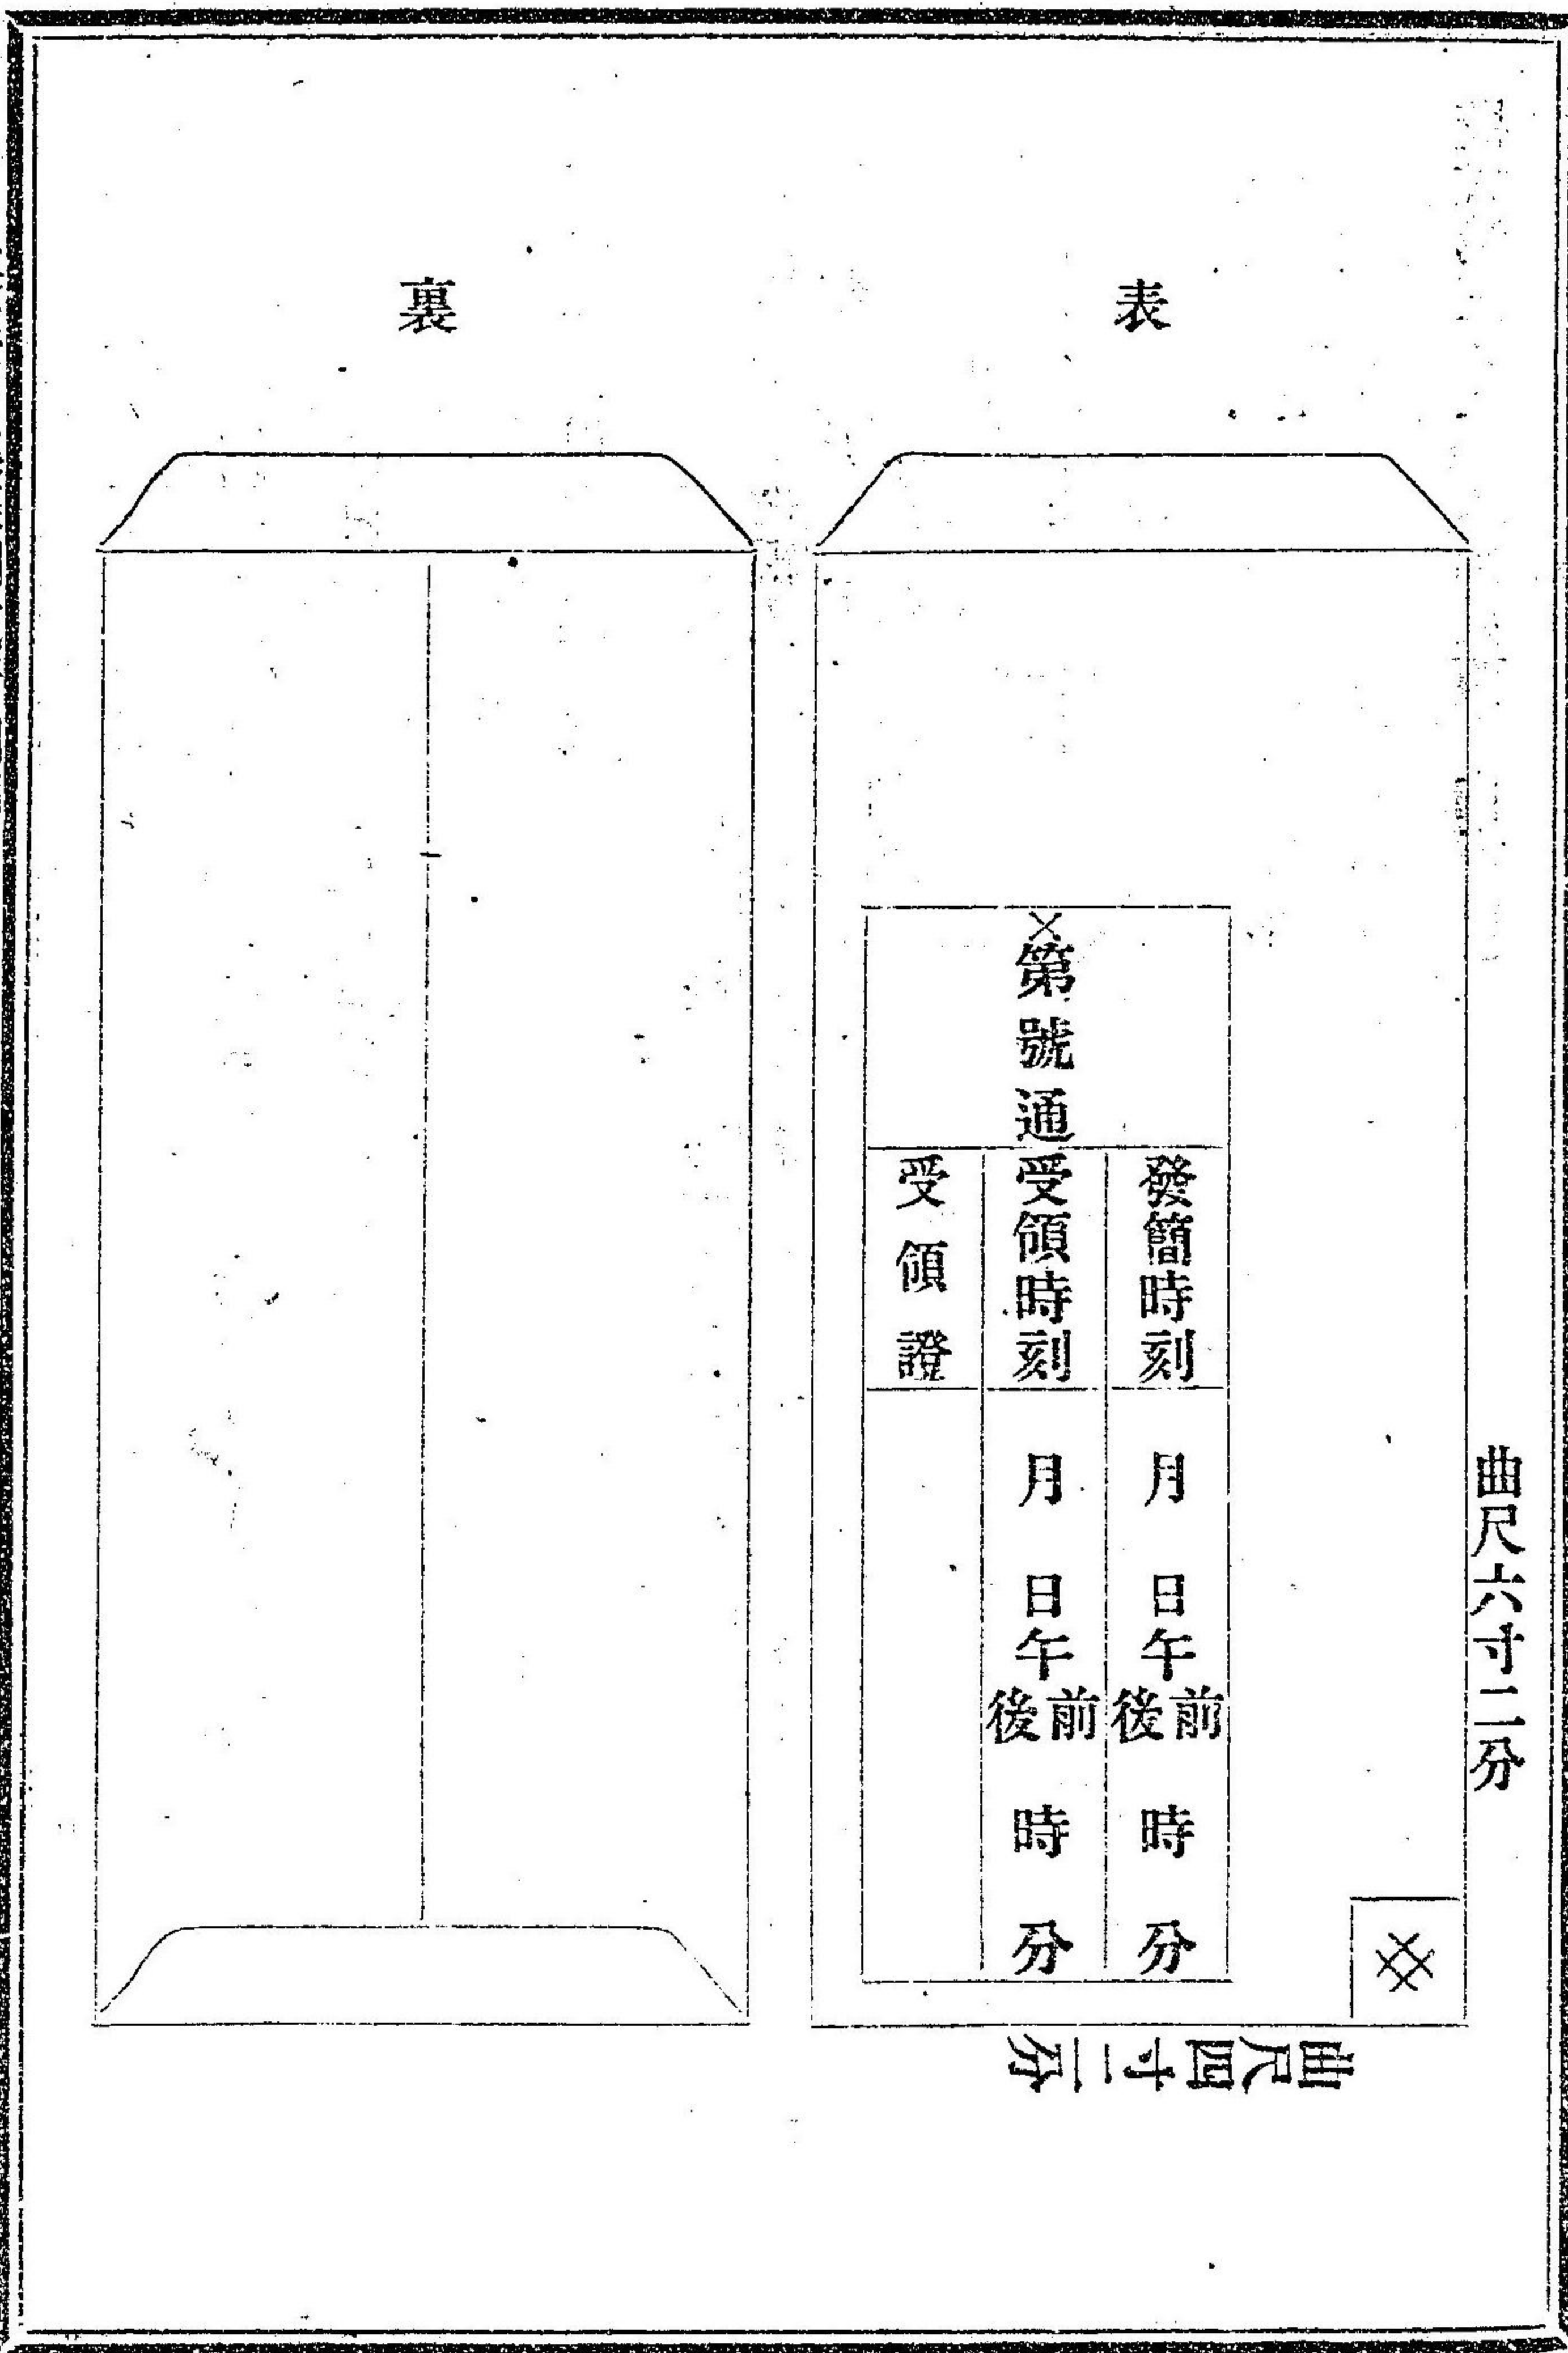 表
曲尺六寸二分
×第號通
發簡時刻
月日午前後時分
受領時刻
月日午前後時分
受領證
曲尺四寸二分
裏